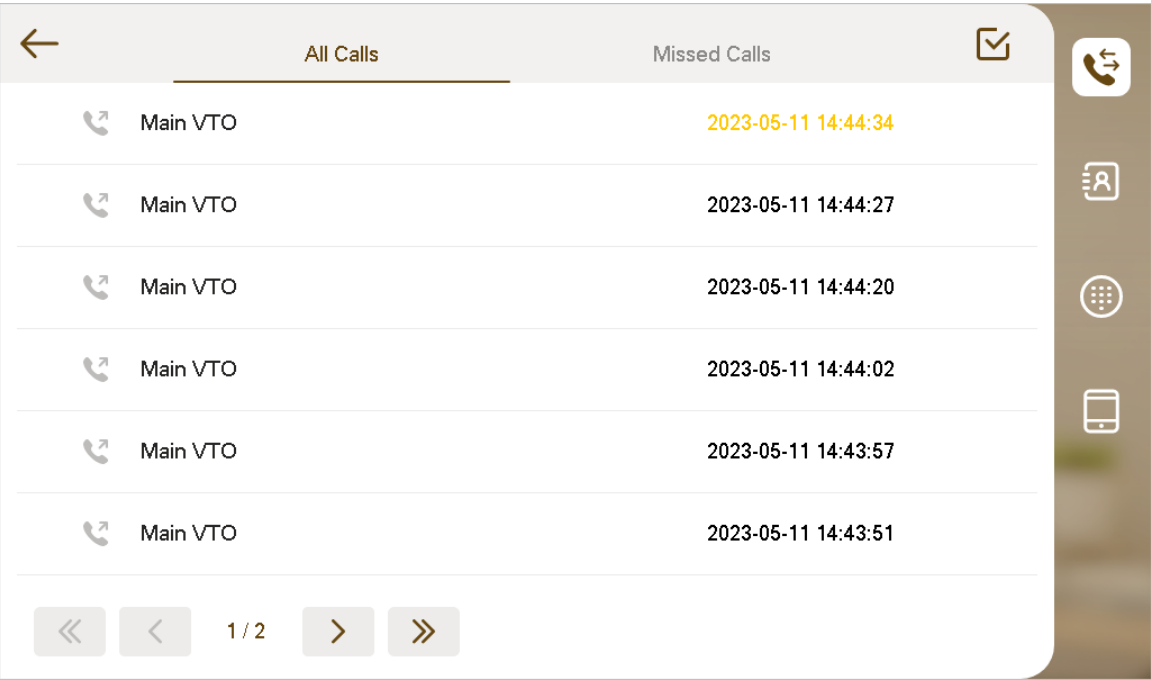 All Calls Missed Calls
Main VTO 2023-05-11 14:44:34
Main VTO 2023-05-11 14:44:27
Main VTO 2023-05-11 14:44:20
Main VTO 2023-05-11 14:44:02
Main VTO 2023-05-11 14:43:57
Main VTO 2023-05-11 14:43:51
1 / 2